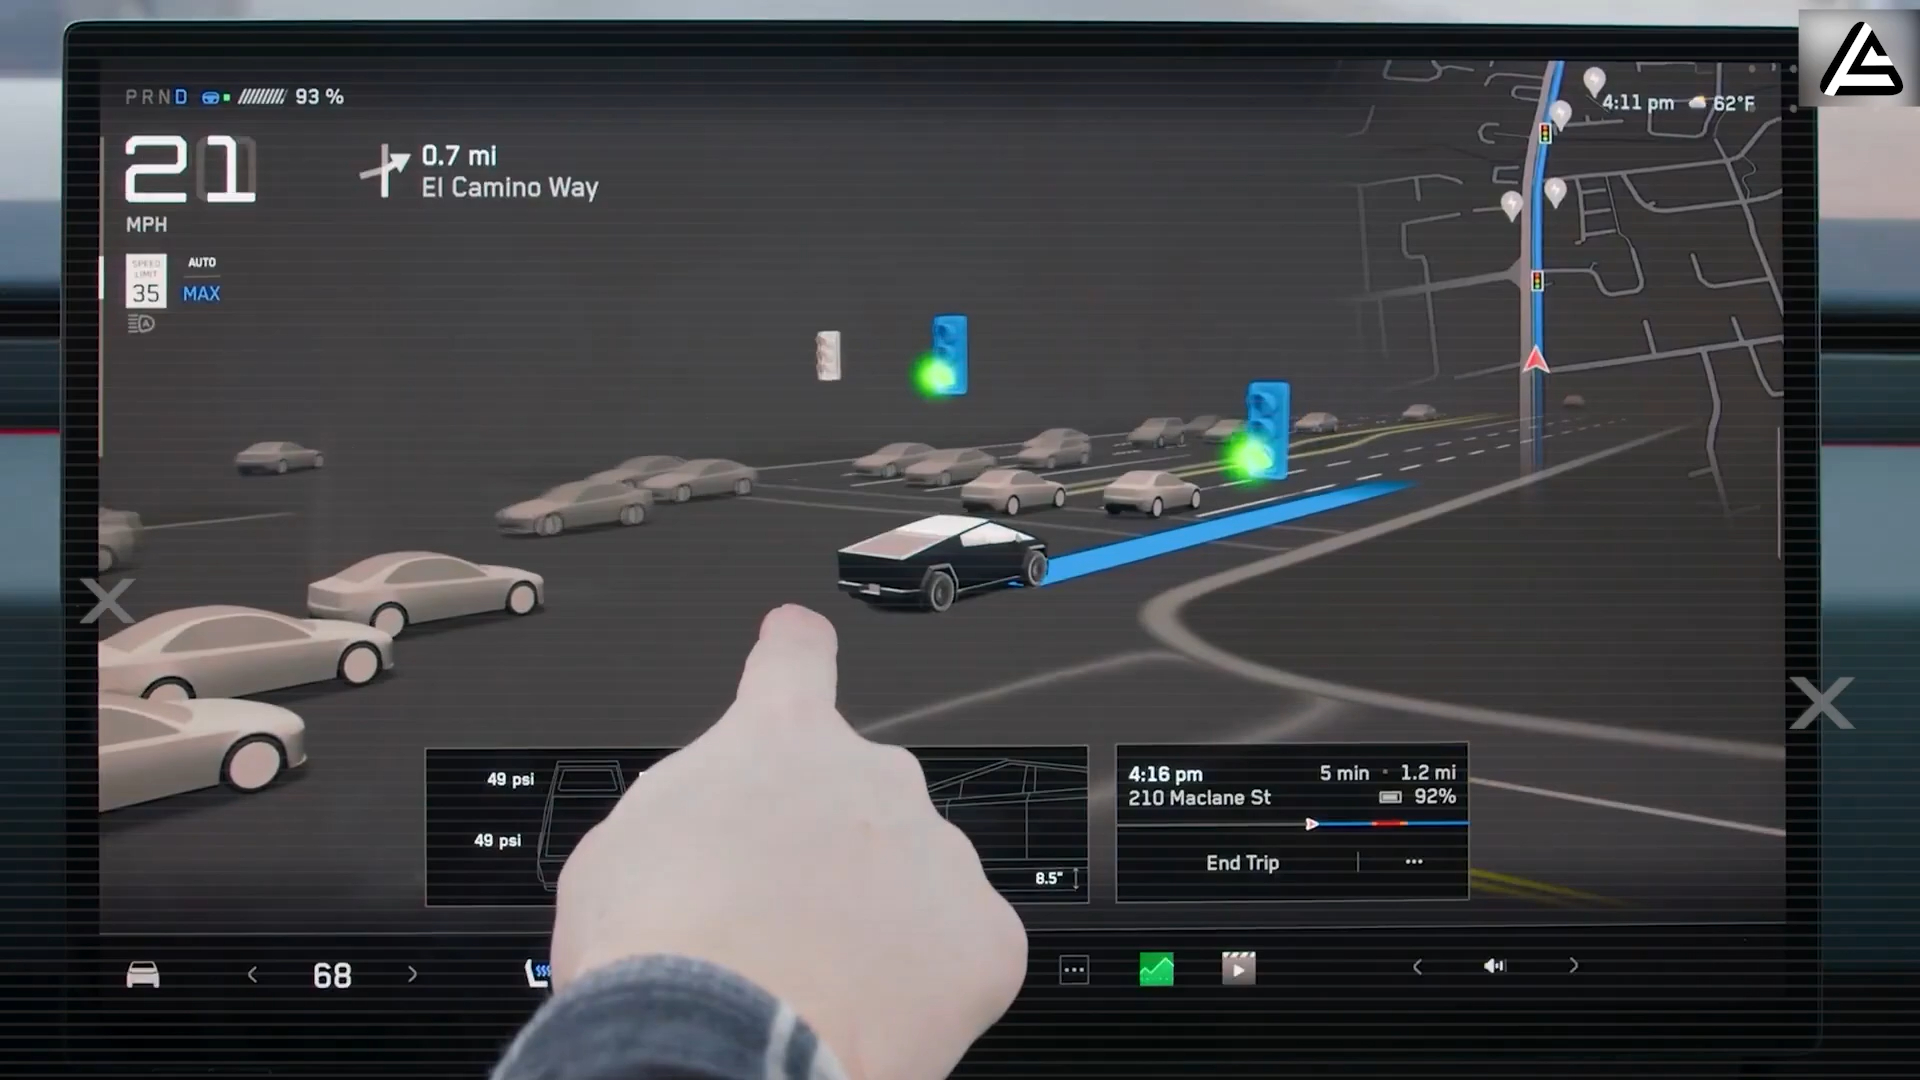 PRND 93 %
4:11 pm 62°F
21
MPH
0.7 mi
El Camino Way
SPEED
LIMIT
35
AUTO
MAX
49 psi
49 psi
8.5"
4:16 pm 5 min · 1.2 mi
210 Maclane St 92%
End Trip | ...
< 68 >